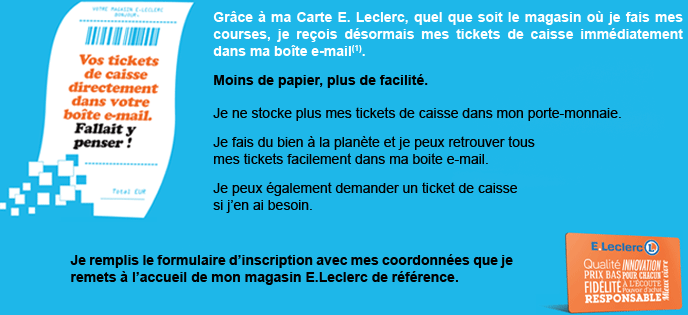 VOTRE MAGASIN E.LECLERC
BONJOUR.
Vos tickets
de caisse
directement
dans votre
boîte e-mail.
Fallait y
penser !
Total EUR
Grâce à ma Carte E. Leclerc, quel que soit le magasin où je fais mes
courses, je reçois désormais mes tickets de caisse immédiatement
dans ma boîte e-mail(1).
Moins de papier, plus de facilité.
Je ne stocke plus mes tickets de caisse dans mon porte-monnaie.
Je fais du bien à la planète et je peux retrouver tous
mes tickets facilement dans ma boite e-mail.
Je peux également demander un ticket de caisse
si j’en ai besoin.
Je remplis le formulaire d’inscription avec mes coordonnées que je
remets à l’accueil de mon magasin E.Leclerc de référence.
E.Leclerc L
Qualité INNOVATION
PRIX BAS POUR CHACUN
FIDÉLITÉ À L'ÉCOUTE
Pouvoir d'achat
RESPONSABLE
Mieux vivre